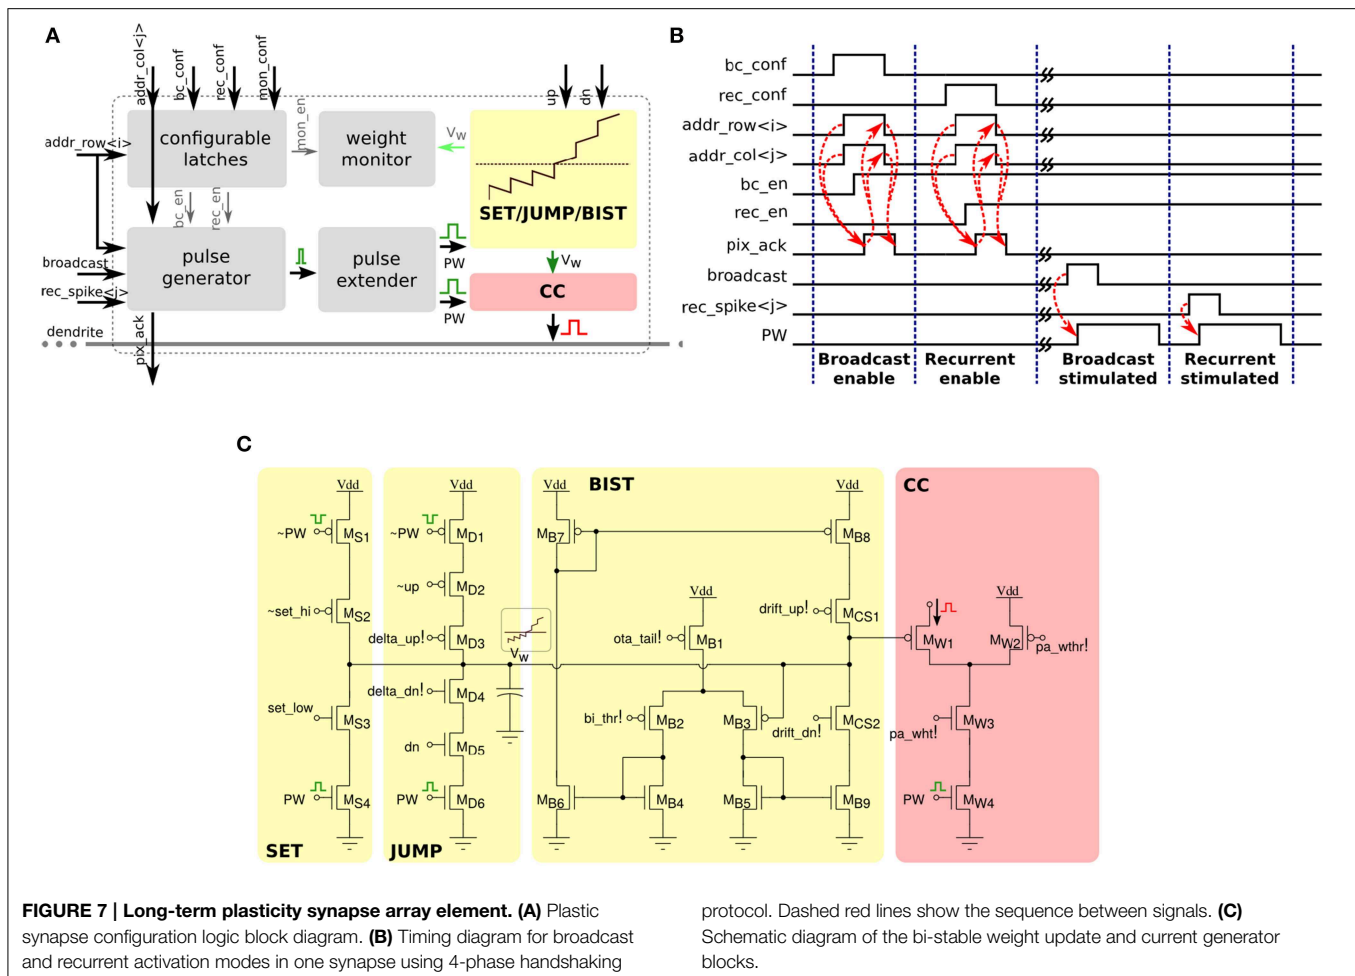 A
addr_col<j>
bc_conf
rec_conf
mon_conf
up
dn
addr_row<i>
configurable
latches
mon_en
weight
monitor
Vw
SET/JUMP/BIST
bc_en
rec_en
broadcast
rec_spike<j>
pulse
generator
pulse
extender
PW
PW
Vw
CC
dendrite
pix_ack
B
bc_conf
rec_conf
addr_row<i>
addr_col<j>
bc_en
rec_en
pix_ack
broadcast
rec_spike<j>
PW
Broadcast
enable
Recurrent
enable
Broadcast
stimulated
Recurrent
stimulated
C
SET
Vdd
~PW
MS1
~set_hi
MS2
set_low
MS3
PW
MS4
JUMP
Vdd
~PW
MD1
~up
MD2
delta_up!
MD3
Vw
delta_dn!
MD4
dn
MD5
PW
MD6
BIST
Vdd
MB7
Vdd
MB8
Vdd
drift_up!
MCS1
ota_tail!
MB1
bi_thr!
MB2
MB3
drift_dn!
MCS2
MB6
MB4
MB5
MB9
CC
MW1
MW2
pa_wthr!
pa_wht!
MW3
PW
MW4
FIGURE 7 | Long-term plasticity synapse array element. (A) Plastic
synapse configuration logic block diagram. (B) Timing diagram for broadcast
and recurrent activation modes in one synapse using 4-phase handshaking
protocol. Dashed red lines show the sequence between signals. (C)
Schematic diagram of the bi-stable weight update and current generator
blocks.